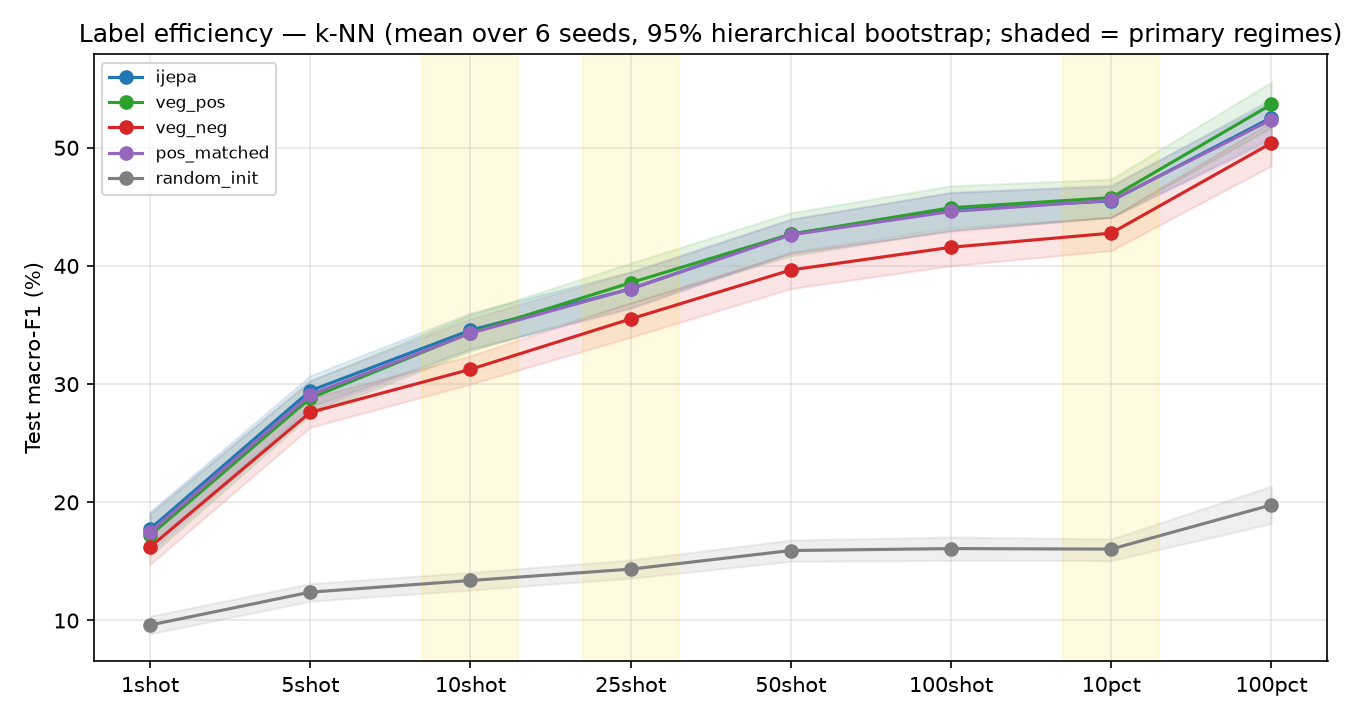 Label efficiency — k-NN (mean over 6 seeds, 95% hierarchical bootstrap; shaded = primary regimes)
ijepa
veg_pos
veg_neg
pos_matched
random_init
Test macro-F1 (%)
50
40
30
20
10
1shot 5shot 10shot 25shot 50shot 100shot 10pct 100pct